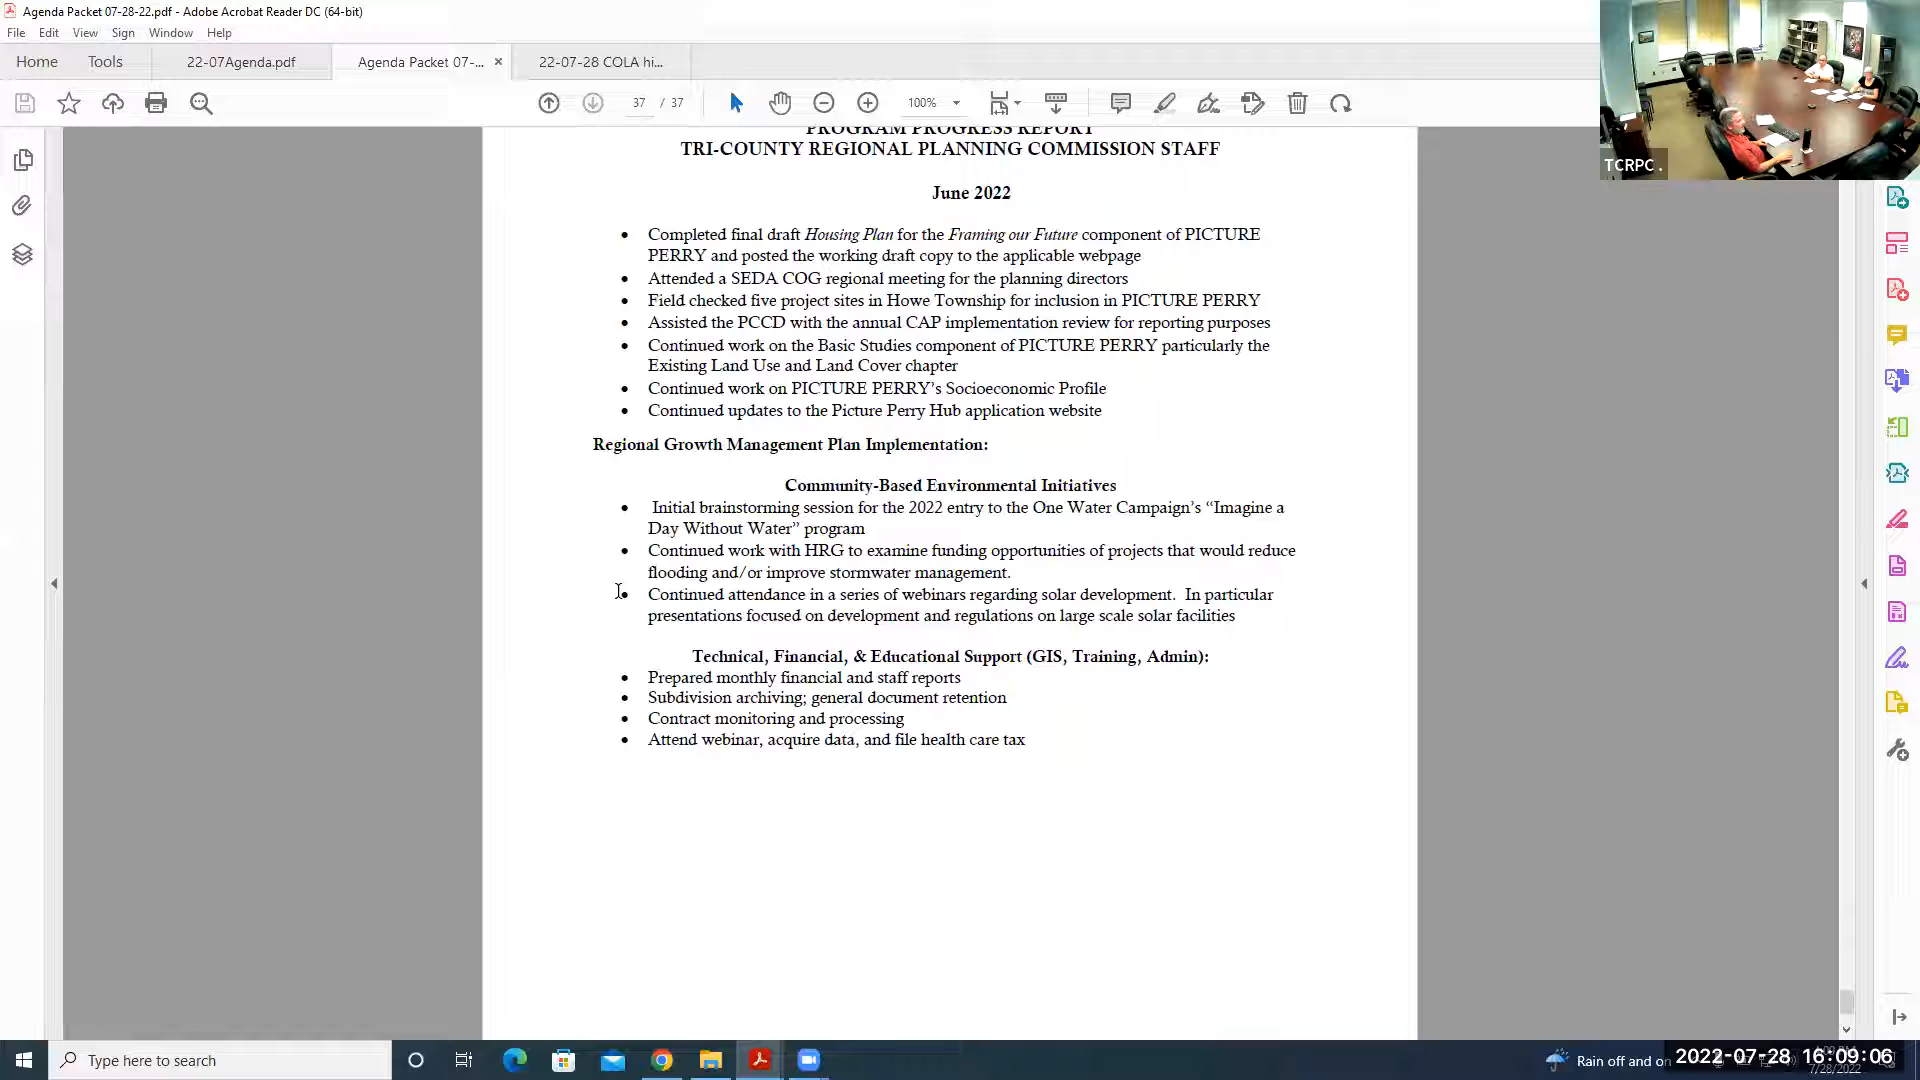 Agenda Packet 07-28-22.pdf - Adobe Acrobat Reader DC (64-bit)
File Edit View Sign Window Help
Home Tools 22-07Agenda.pdf Agenda Packet 07-... × 22-07-28 COLA hi...
37 / 37 100%
PROGRAM PROGRESS REPORT
TRI-COUNTY REGIONAL PLANNING COMMISSION STAFF
June 2022
• Completed final draft Housing Plan for the Framing our Future component of PICTURE
PERRY and posted the working draft copy to the applicable webpage
• Attended a SEDA COG regional meeting for the planning directors
• Field checked five project sites in Howe Township for inclusion in PICTURE PERRY
• Assisted the PCCD with the annual CAP implementation review for reporting purposes
• Continued work on the Basic Studies component of PICTURE PERRY particularly the
Existing Land Use and Land Cover chapter
• Continued work on PICTURE PERRY’s Socioeconomic Profile
• Continued updates to the Picture Perry Hub application website
Regional Growth Management Plan Implementation:
Community-Based Environmental Initiatives
• Initial brainstorming session for the 2022 entry to the One Water Campaign’s “Imagine a
Day Without Water” program
• Continued work with HRG to examine funding opportunities of projects that would reduce
flooding and/or improve stormwater management.
• Continued attendance in a series of webinars regarding solar development. In particular
presentations focused on development and regulations on large scale solar facilities
Technical, Financial, & Educational Support (GIS, Training, Admin):
• Prepared monthly financial and staff reports
• Subdivision archiving; general document retention
• Contract monitoring and processing
• Attend webinar, acquire data, and file health care tax
TCRPC .
Type here to search
Rain off and on
2022-07-28 16:09:06
7/28/2022